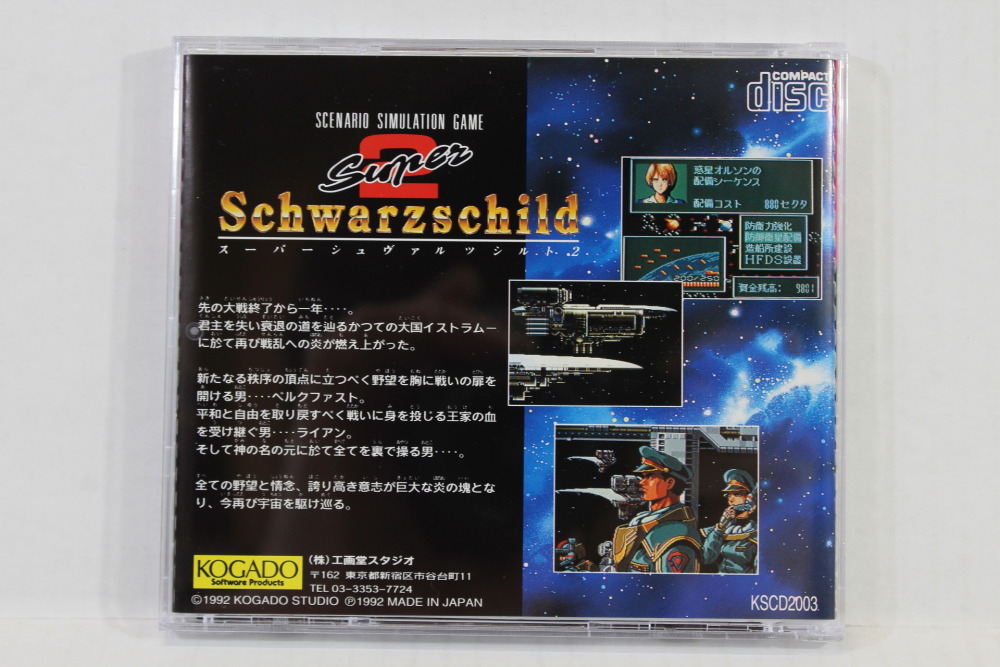 COMPACT
disc
SCENARIO SIMULATION GAME
Super 2
Schwarzschild
スーパーシュヴァルツシルト2
惑星オルソンの
配備シーケンス
配備コスト 880セクタ
防衛力強化
防御衛星配備
造船所建設
HFDS設置
200/250
資金残高: 9801
先の大戦終了から一年‥‥。
君主を失い衰退の道を辿るかつての大国イストラムー
に於て再び戦乱への炎が燃え上がった。
新たなる秩序の頂点に立つべく野望を胸に戦いの扉を
開ける男‥‥ベルクファスト。
平和と自由を取り戻すべく戦いに身を投じる王家の血
を受け継ぐ男‥‥ライアン。
そして神の名の元に於て全てを裏で操る男‥‥。
全ての野望と情念、誇り高き意志が巨大な炎の塊とな
り、今再び宇宙を駆け巡る。
KOGADO
Software Products
(株)工画堂スタジオ
〒162 東京都新宿区市谷台町11
TEL 03-3353-7724
©1992 KOGADO STUDIO ℗1992 MADE IN JAPAN
KSCD2003